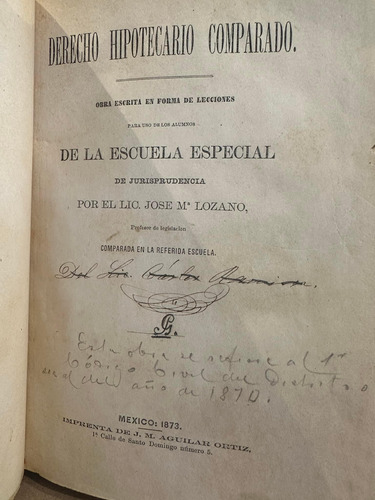 DERECHO HIPOTECARIO COMPARADO.
OBRA ESCRITA EN FORMA DE LECCIONES
PARA USO DE LOS ALUMNOS
DE LA ESCUELA ESPECIAL
DE JURISPRUDENCIA
POR EL LIC. JOSE Mª LOZANO,
Profesor de legislacion
COMPARADA EN LA REFERIDA ESCUELA.
Del Lic. Cárlos
Esta obra se refiere al 1er
Código Civil del Distrito
del año de 1870.
MEXICO: 1873.
IMPRENTA DE J. M. AGUILAR ORTIZ,
1ª Calle de Santo Domingo número 5.